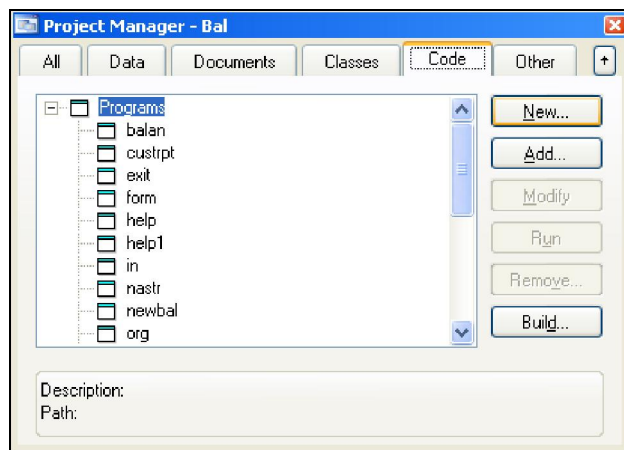 Project Manager - Bal
All Data Documents Classes Code Other
Programs
balan
custrpt
exit
form
help
help1
in
nastr
newbal
org
New...
Add...
Modify
Run
Remove...
Build...
Description:
Path: